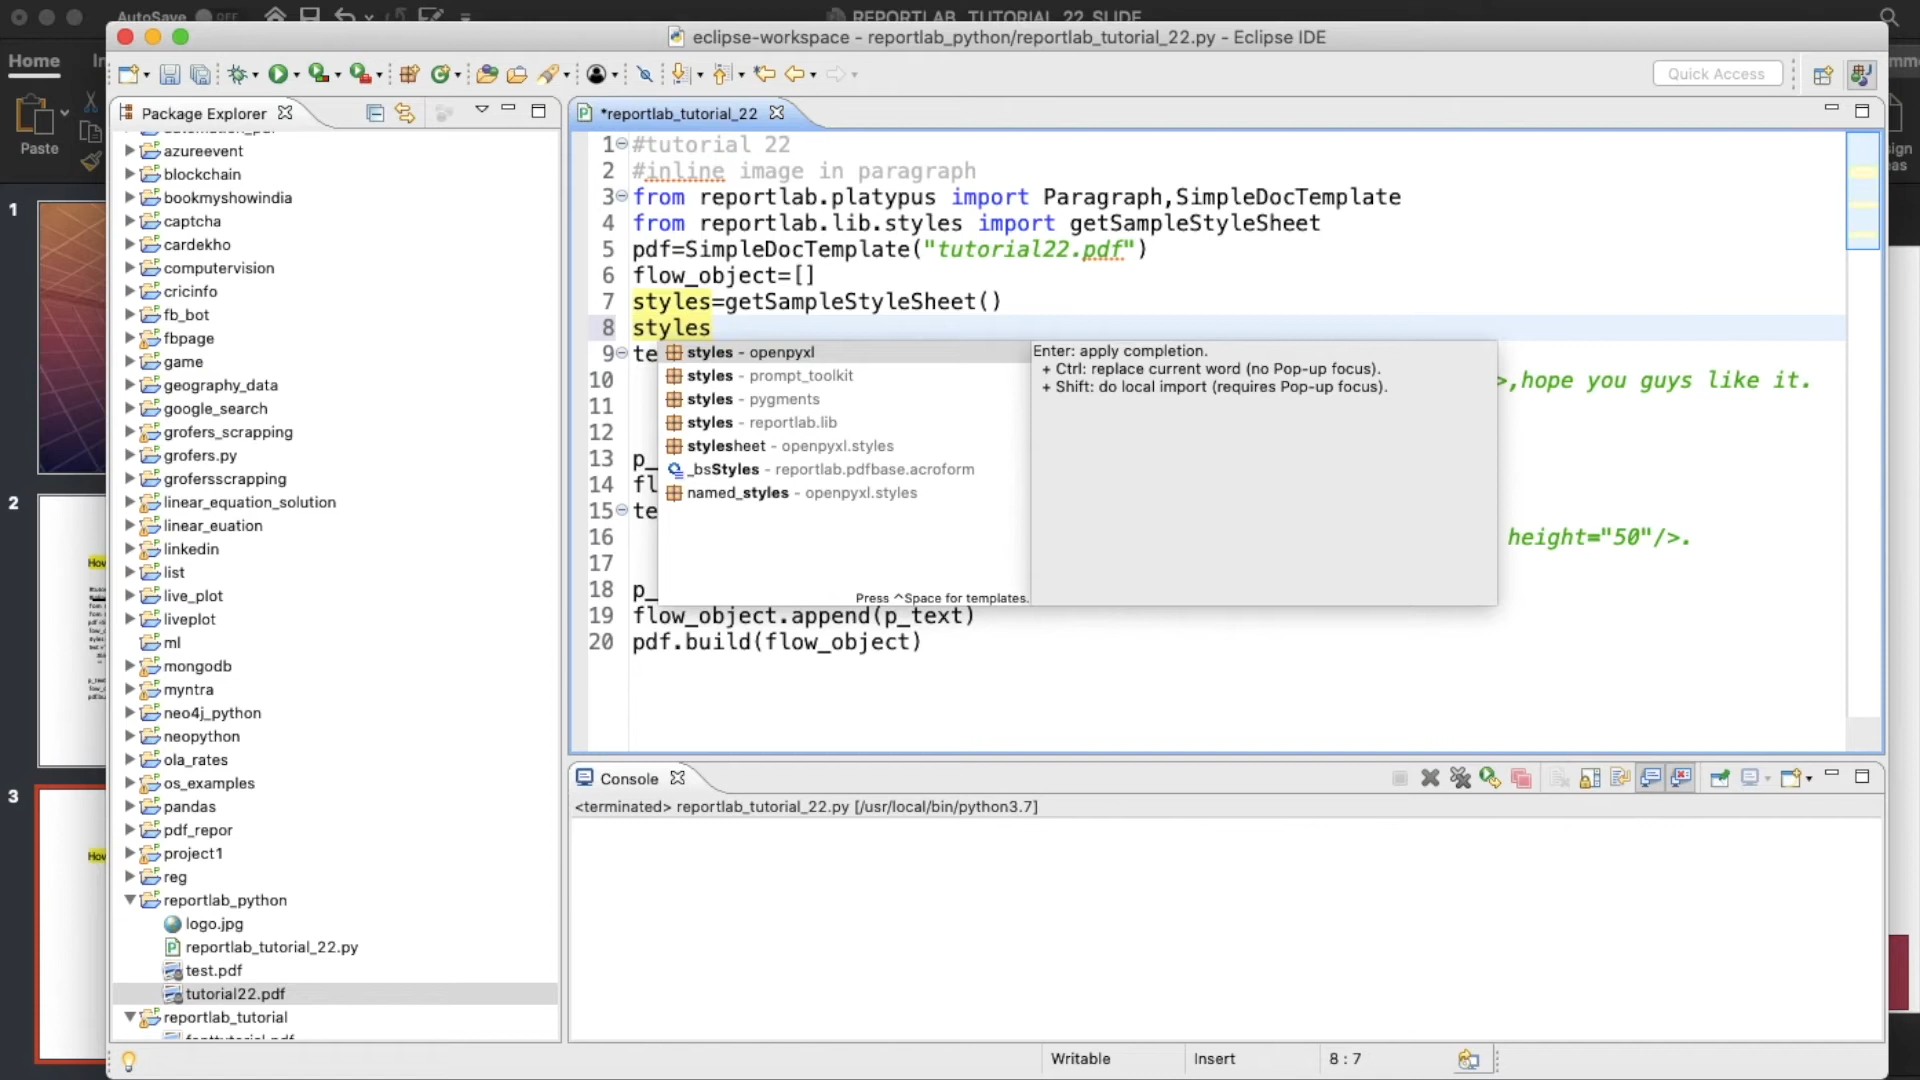 AutoSave OFF
REPORTLAB_TUTORIAL_22_SLIDE
eclipse-workspace - reportlab_python/reportlab_tutorial_22.py - Eclipse IDE
Home
Paste
Quick Access
Package Explorer
*reportlab_tutorial_22
azureevent
blockchain
bookmyshowindia
captcha
cardekho
computervision
cricinfo
fb_bot
fbpage
game
geography_data
google_search
grofers_scrapping
grofers.py
grofersscrapping
linear_equation_solution
linear_euation
linkedin
list
live_plot
liveplot
ml
mongodb
myntra
neo4j_python
neopython
ola_rates
os_examples
pandas
pdf_repor
project1
reg
reportlab_python
logo.jpg
reportlab_tutorial_22.py
test.pdf
tutorial22.pdf
reportlab_tutorial
1
2
3
1 #tutorial 22
2 #inline image in paragraph
3 from reportlab.platypus import Paragraph,SimpleDocTemplate
4 from reportlab.lib.styles import getSampleStyleSheet
5 pdf=SimpleDocTemplate("tutorial22.pdf")
6 flow_object=[]
7 styles=getSampleStyleSheet()
8 styles
9 te
10 >,hope you guys like it.
11
12
13 p_
14 fl
15 te
16 height="50"/>.
17
18 p_
19 flow_object.append(p_text)
20 pdf.build(flow_object)
styles - openpyxl
styles - prompt_toolkit
styles - pygments
styles - reportlab.lib
stylesheet - openpyxl.styles
_bsStyles - reportlab.pdfbase.acroform
named_styles - openpyxl.styles
Press ^Space for templates.
Enter: apply completion.
+ Ctrl: replace current word (no Pop-up focus).
+ Shift: do local import (requires Pop-up focus).
Console
<terminated> reportlab_tutorial_22.py [/usr/local/bin/python3.7]
Writable
Insert
8 : 7